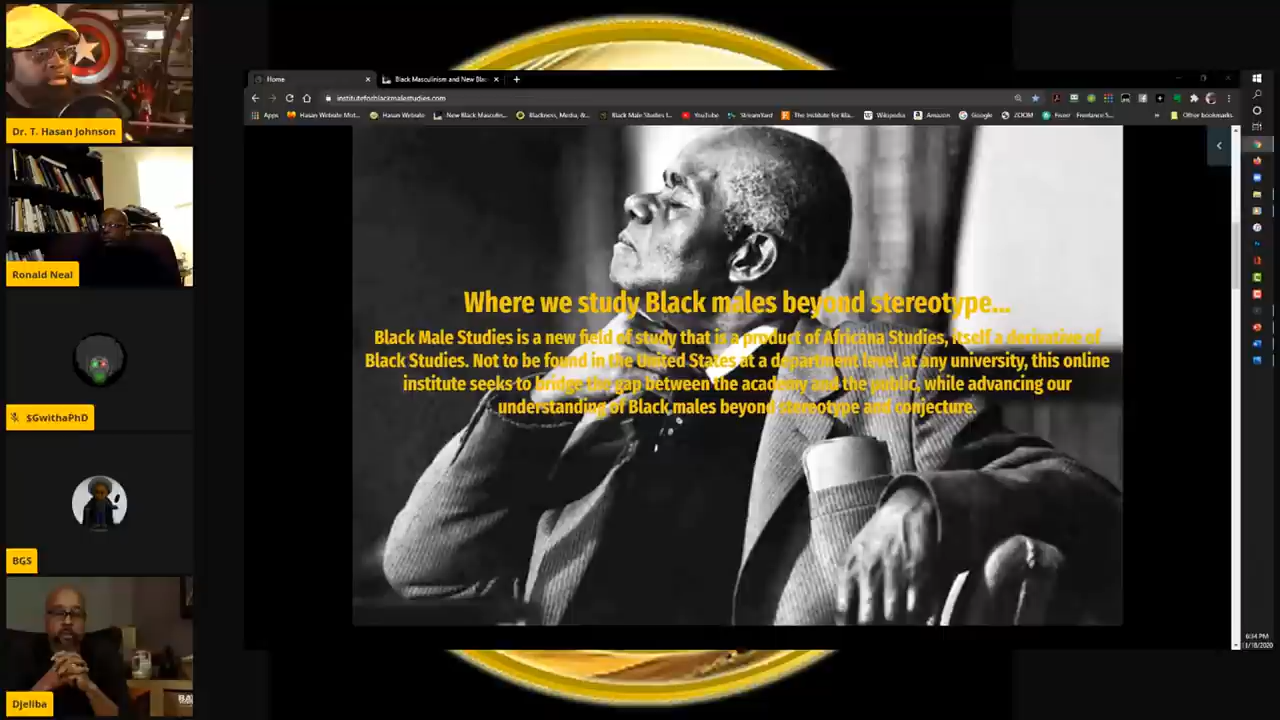 Dr. T. Hasan Johnson
Ronald Neal
$GwithaPhD
BGS
Djeliba
Home
Black Masculinism and New Bla
instituteforblackmalestudies.com
Apps
Hasan Website
New Black Masculin...
Blackness, Media, &...
Black Male Studies I...
YouTube
StreamYard
The Institute for Bla...
Wikipedia
Amazon
Google
ZOOM
Fiverr
Other bookmarks
Where we study Black males beyond stereotype...
Black Male Studies is a new field of study that is a product of Africana Studies, itself a derivative of
Black Studies. Not to be found in the United States at a department level at any university, this online
institute seeks to bridge the gap between the academy and the public, while advancing our
understanding of Black males beyond stereotype and conjecture.
6:34 PM